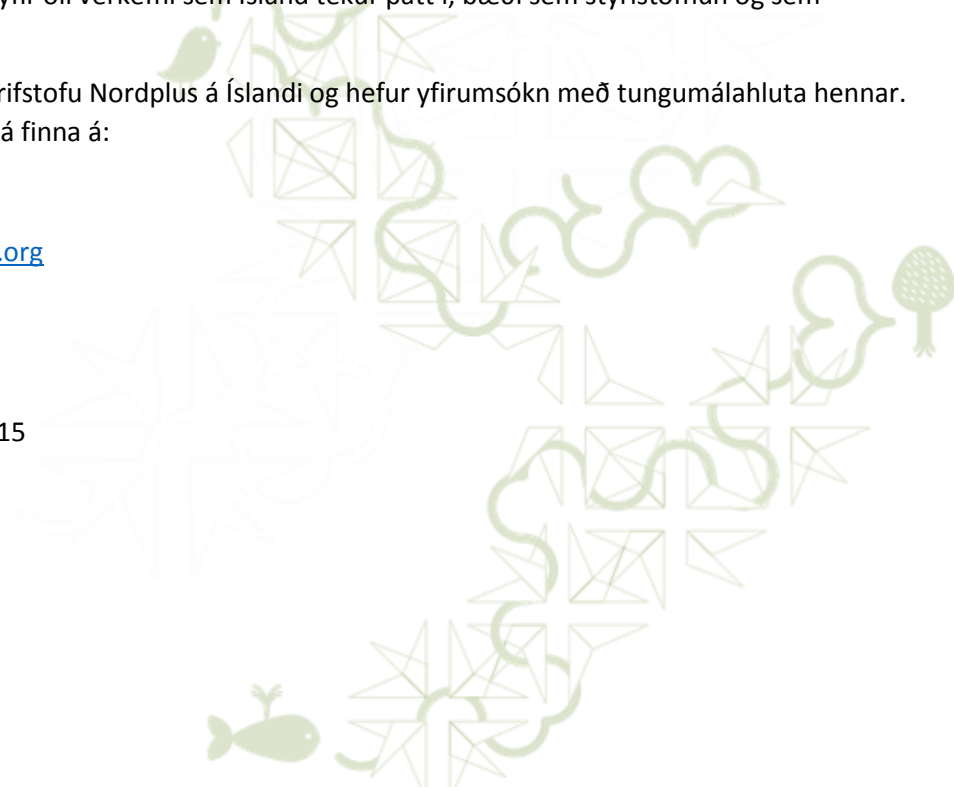 yfir öll verkefni sem Ísland tekur þátt í, bæði sem stýristofnun og sem
rifstofu Nordplus á Íslandi og hefur yfirumsókn með tungumálahluta hennar.
á finna á:
.org
15